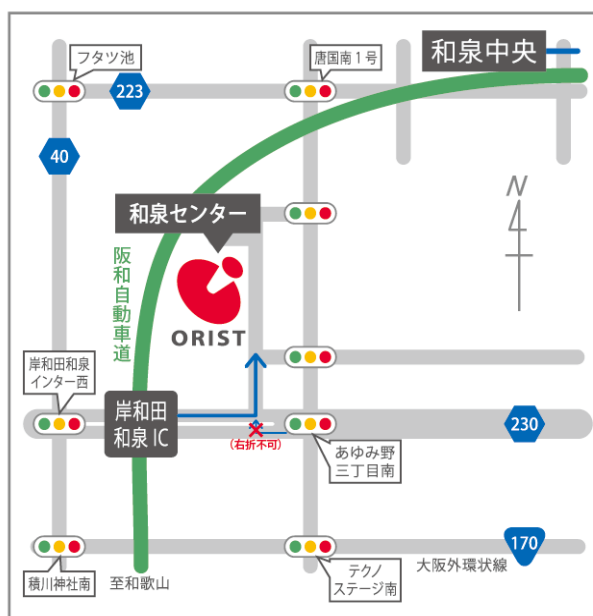 フタツ池
唐国南1号
和泉中央
223
40
N
和泉センター
阪和自動車道
ORIST
岸和田和泉
インター西
岸和田
和泉IC
(右折不可)
あゆみ野
三丁目南
230
積川神社南
至和歌山
テクノ
ステージ南
大阪外環状線
170